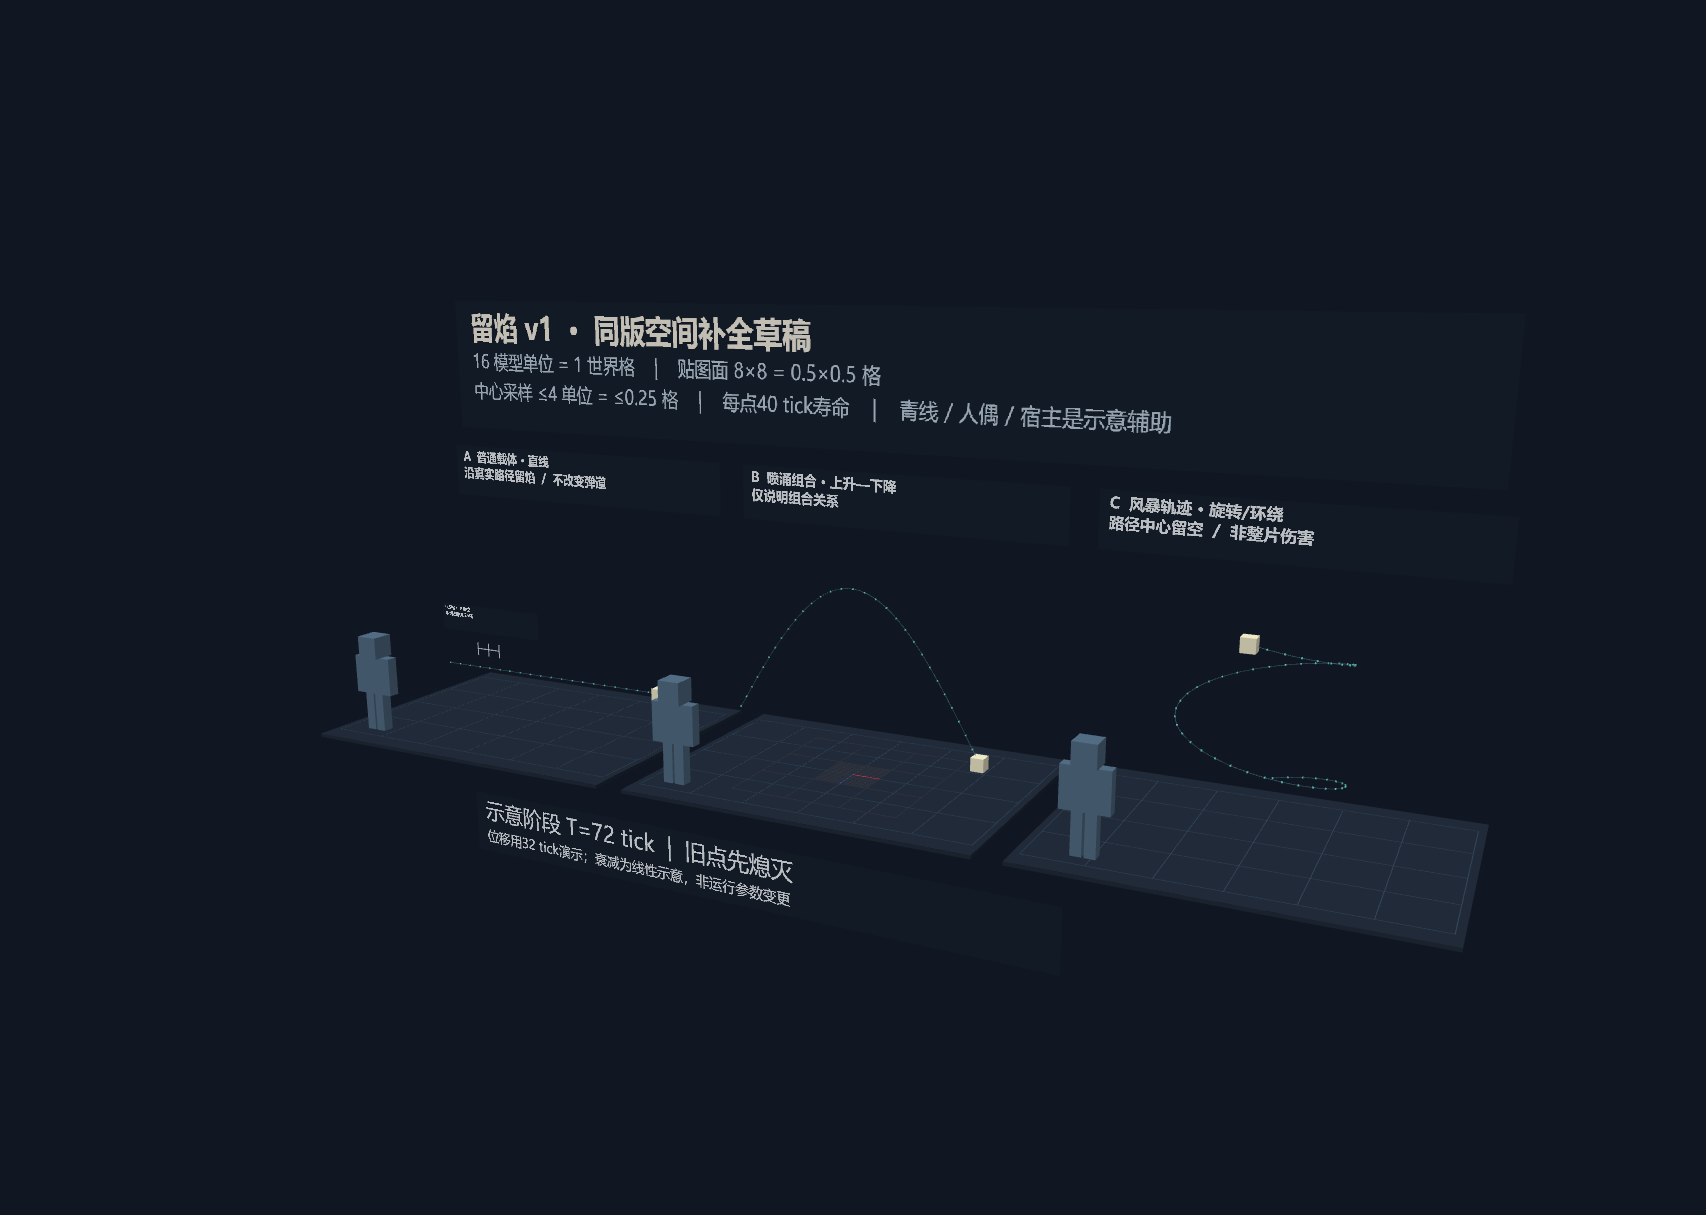 留焰 v1 · 同版空间补全草稿
16 模型单位 = 1 世界格 | 贴图面 8×8 = 0.5×0.5 格
中心采样 ≤4 单位 = ≤0.25 格 | 每点40 tick寿命 | 青线 / 人偶 / 宿主是示意辅助
A 普通载体·直线
沿真实路径留焰 / 不改变弹道
B 喷涌组合·上升—下降
仅说明组合关系
C 风暴轨迹·旋转/环绕
路径中心留空 / 非整片伤害
示意阶段 T=72 tick | 旧点先熄灭
位移用32 tick演示; 衰减为线性示意, 非运行参数变更